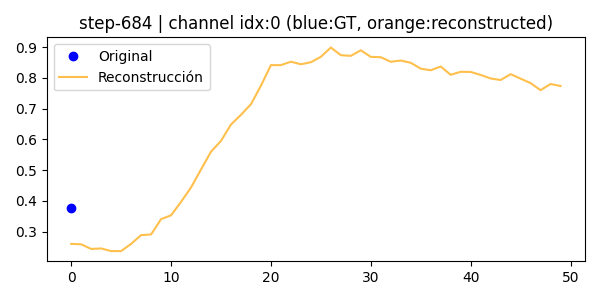 step-684 | channel idx:0 (blue:GT, orange:reconstructed)
Original
Reconstrucción
0.9
0.8
0.7
0.6
0.5
0.4
0.3
0 10 20 30 40 50